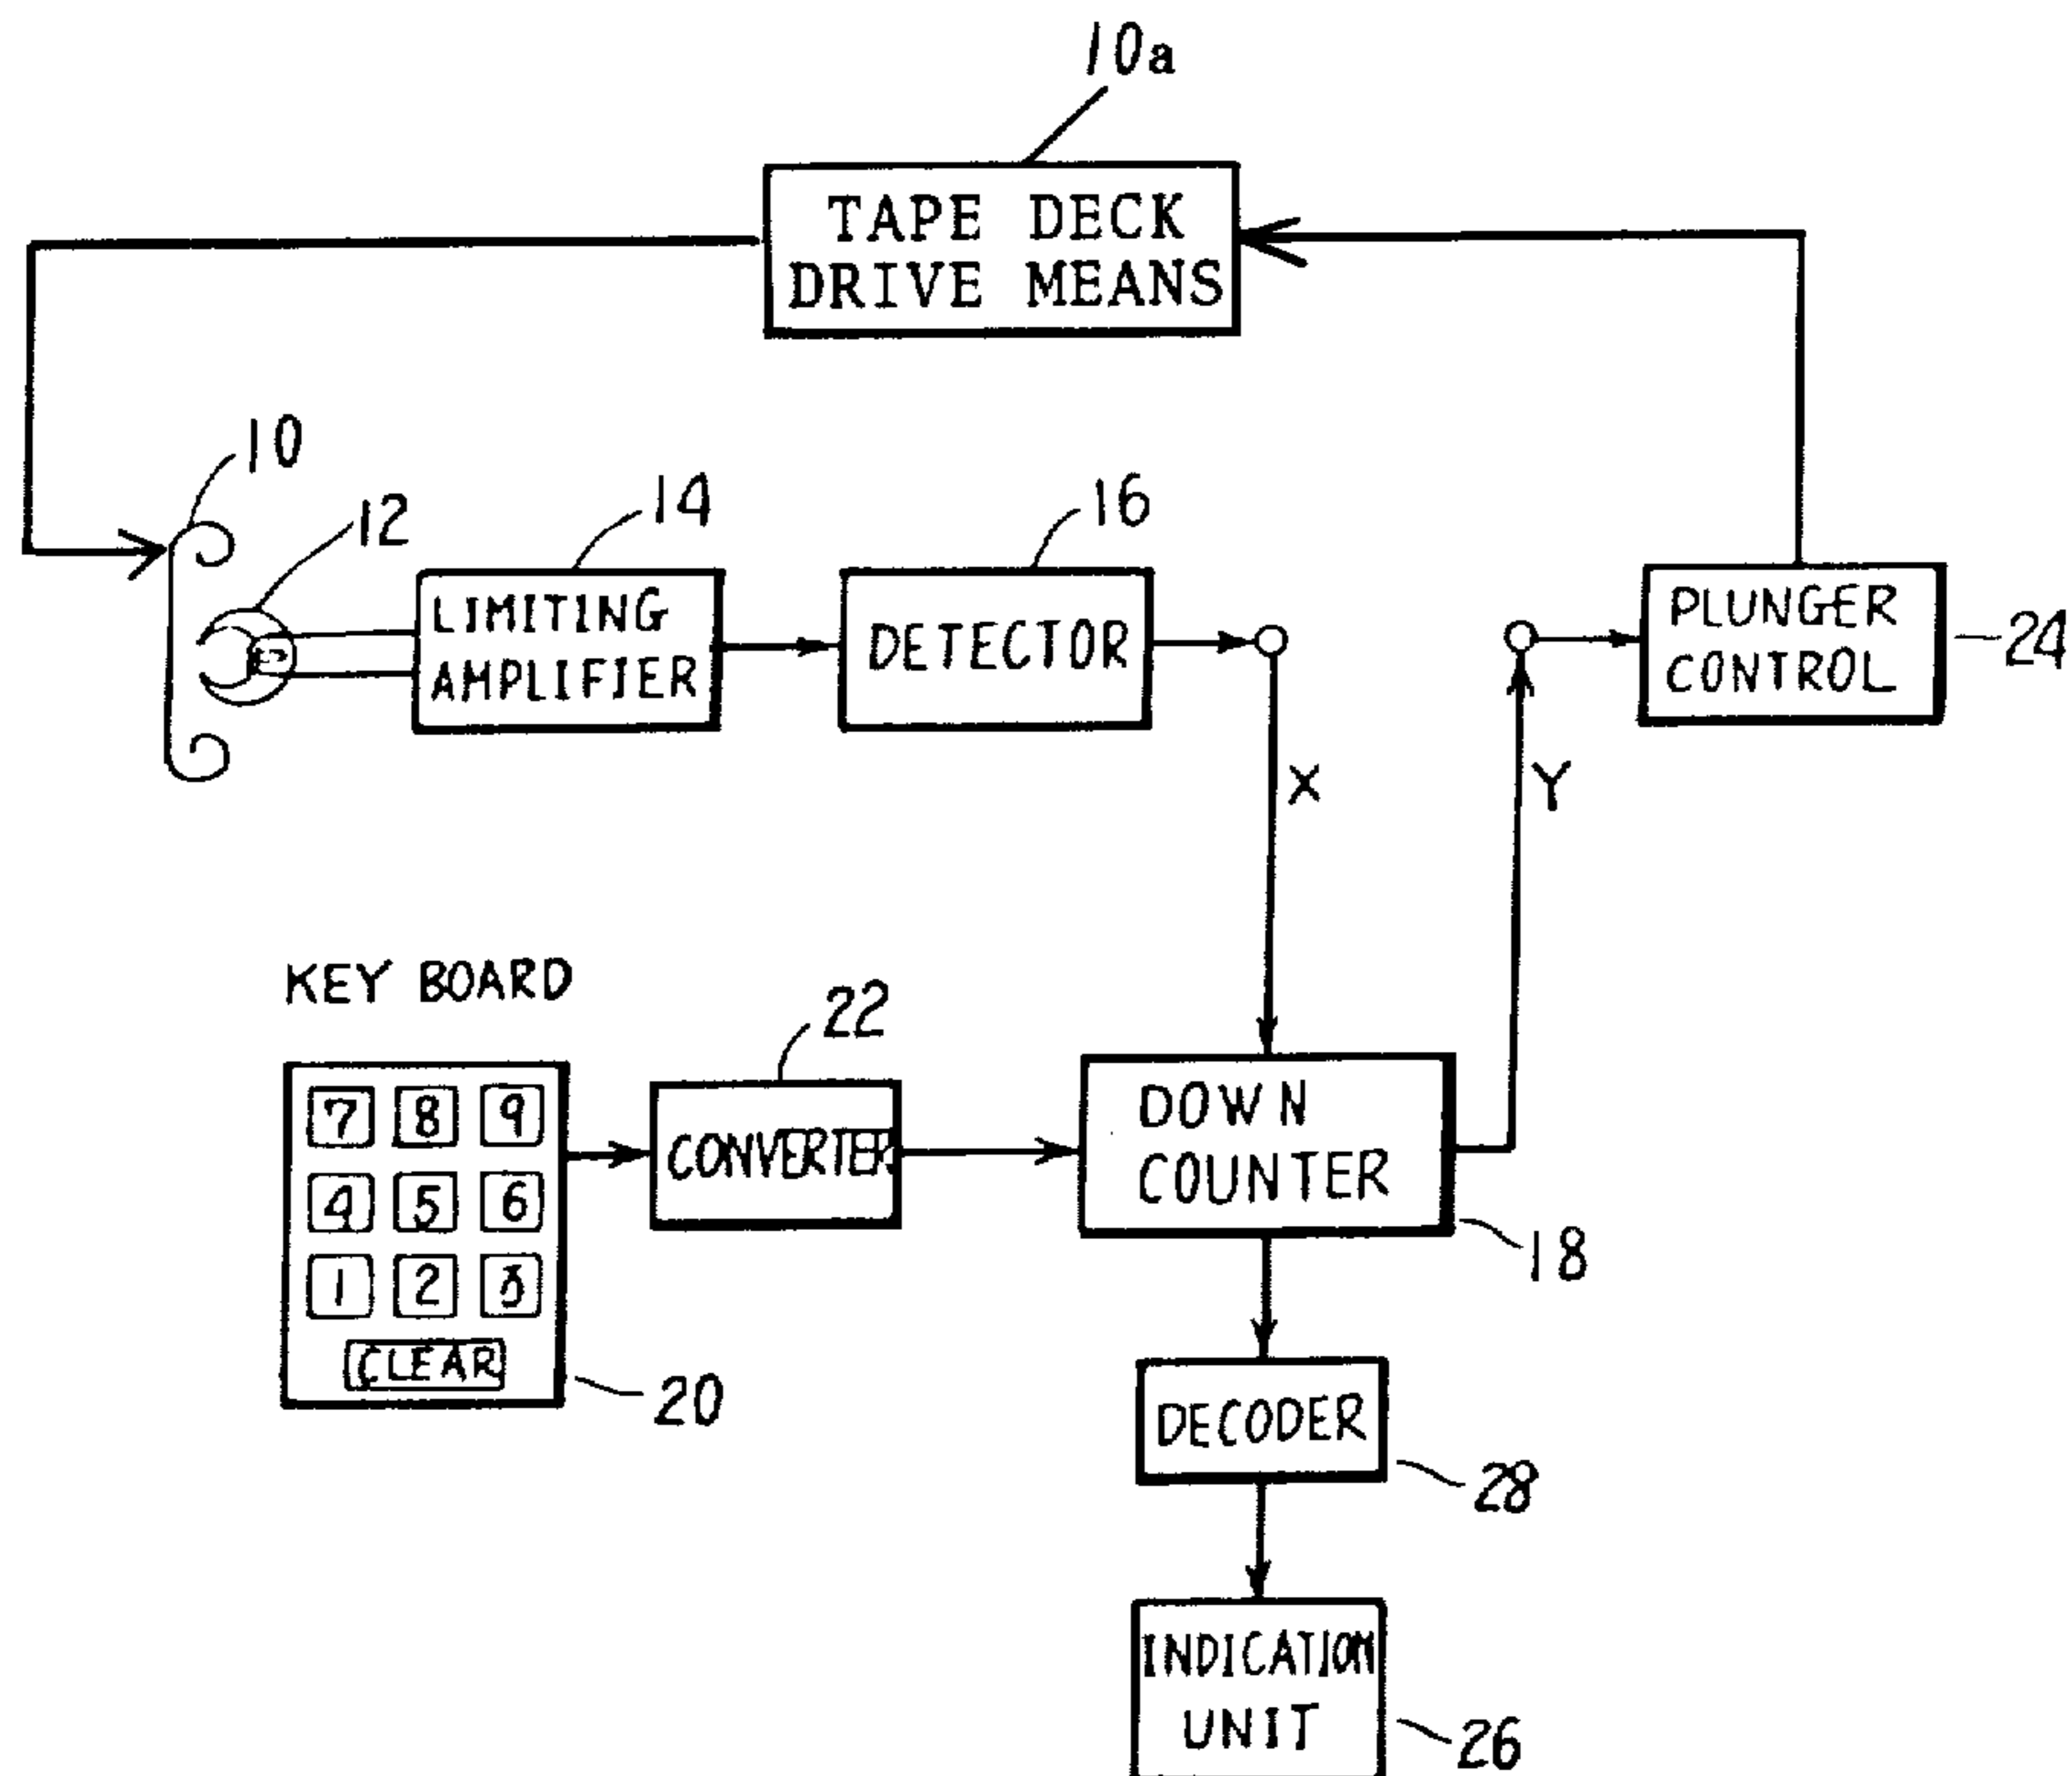 10a
TAPE DECK
DRIVE MEANS
10
12
14
16
LIMITING
AMPLIFIER
DETECTOR
PLUNGER
CONTROL
24
X
Y
KEY BOARD
22
7 8 9
4 5 6
1 2 3
CLEAR
20
CONVERTER
DOWN
COUNTER
18
DECODER
28
INDICATION
UNIT
26